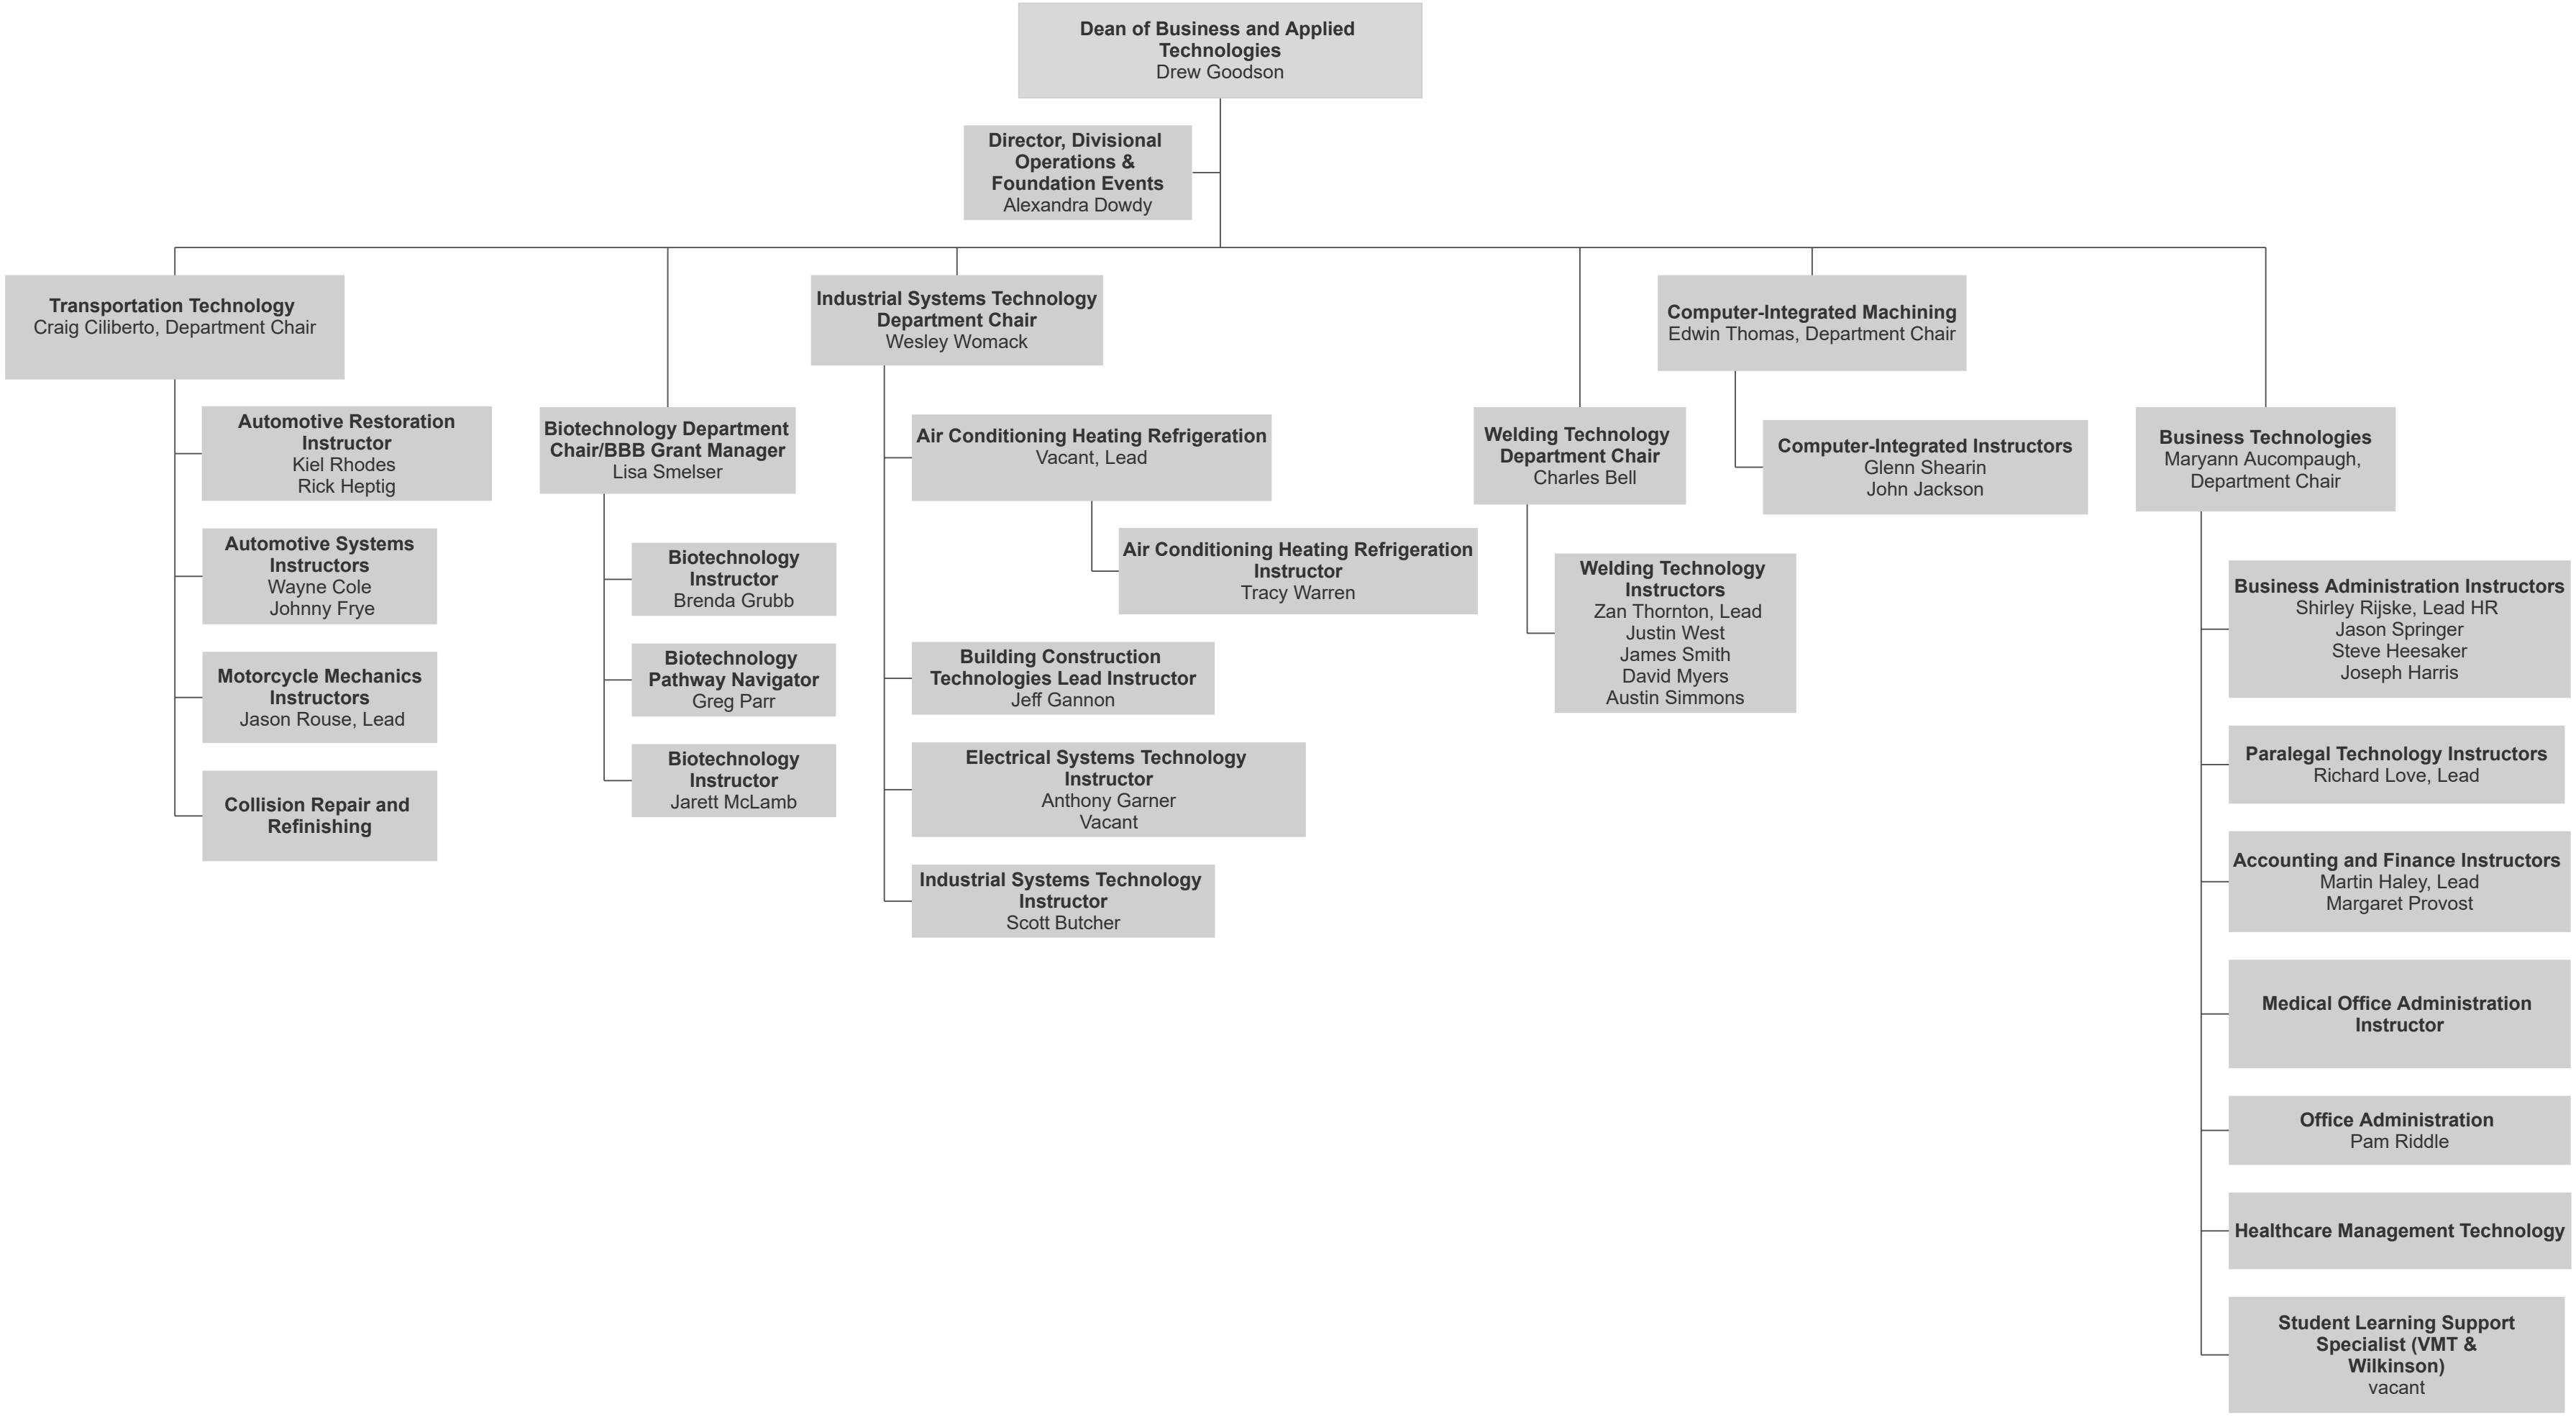 Dean of Business and Applied
Technologies
Drew Goodson
Director, Divisional
Operations &
Foundation Events
Alexandra Dowdy
Transportation Technology
Craig Ciliberto, Department Chair
Automotive Restoration
Instructor
Kiel Rhodes
Rick Heptig
Automotive Systems
Instructors
Wayne Cole
Johnny Frye
Motorcycle Mechanics
Instructors
Jason Rouse, Lead
Collision Repair and
Refinishing
Biotechnology Department
Chair/BBB Grant Manager
Lisa Smelser
Biotechnology
Instructor
Brenda Grubb
Biotechnology
Pathway Navigator
Greg Parr
Biotechnology
Instructor
Jarett McLamb
Industrial Systems Technology
Department Chair
Wesley Womack
Air Conditioning Heating Refrigeration
Vacant, Lead
Air Conditioning Heating Refrigeration
Instructor
Tracy Warren
Building Construction
Technologies Lead Instructor
Jeff Gannon
Electrical Systems Technology
Instructor
Anthony Garner
Vacant
Industrial Systems Technology
Instructor
Scott Butcher
Welding Technology
Department Chair
Charles Bell
Welding Technology
Instructors
Zan Thornton, Lead
Justin West
James Smith
David Myers
Austin Simmons
Computer-Integrated Machining
Edwin Thomas, Department Chair
Computer-Integrated Instructors
Glenn Shearin
John Jackson
Business Technologies
Maryann Aucompaugh,
Department Chair
Business Administration Instructors
Shirley Rijske, Lead HR
Jason Springer
Steve Heesaker
Joseph Harris
Paralegal Technology Instructors
Richard Love, Lead
Accounting and Finance Instructors
Martin Haley, Lead
Margaret Provost
Medical Office Administration
Instructor
Office Administration
Pam Riddle
Healthcare Management Technology
Student Learning Support
Specialist (VMT &
Wilkinson)
vacant